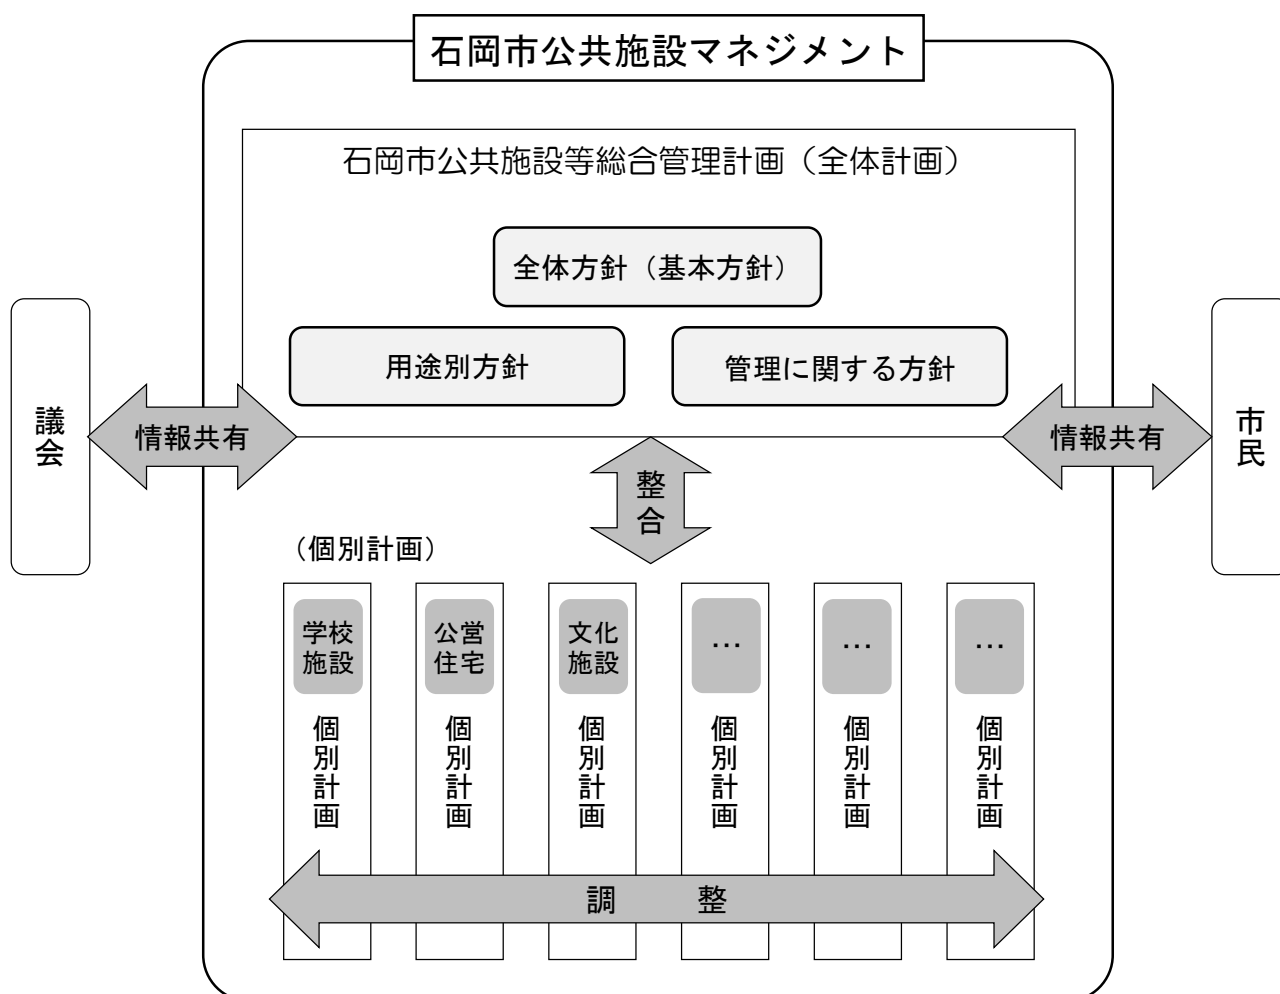 石岡市公共施設マネジメント
石岡市公共施設等総合管理計画（全体計画）
全体方針（基本方針）
用途別方針
管理に関する方針
議会
情報共有
情報共有
市民
整合
（個別計画）
学校
施設
公営
住宅
文化
施設
…
…
…
個別計画
個別計画
個別計画
個別計画
個別計画
個別計画
調　整